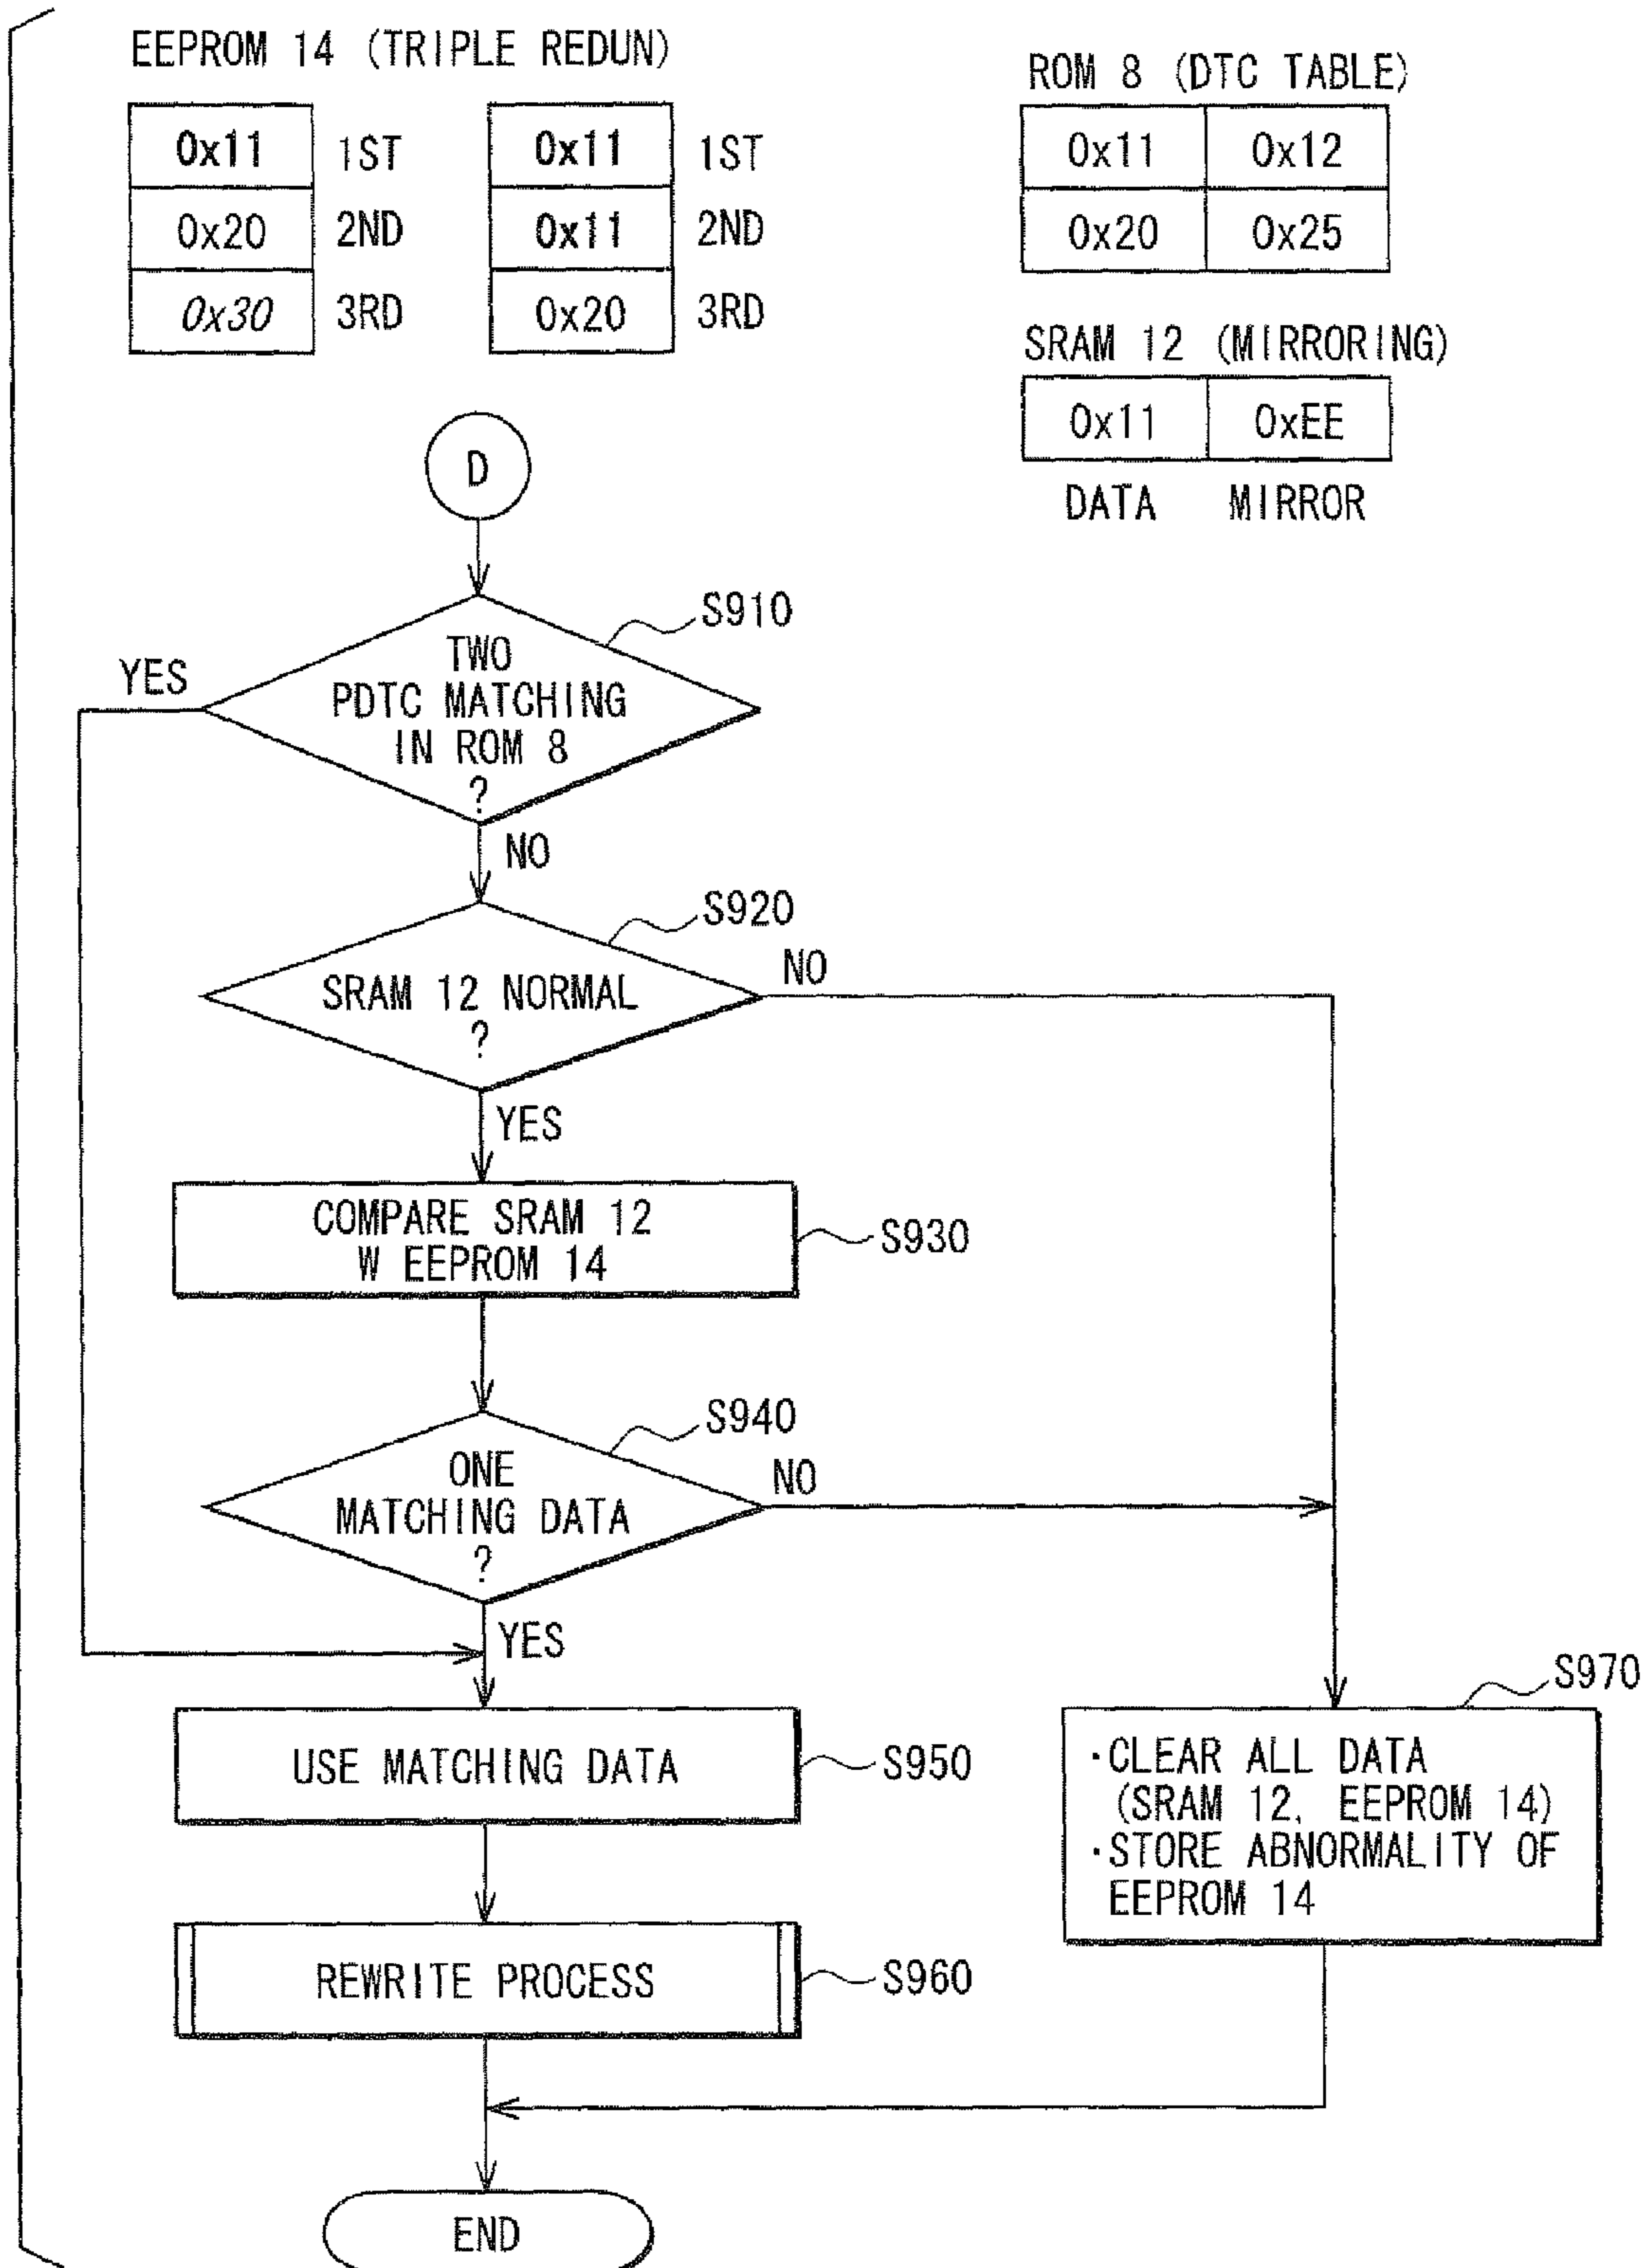 EEPROM 14 (TRIPLE REDUN)
0x11 1ST
0x20 2ND
0x30 3RD
0x11 1ST
0x11 2ND
0x20 3RD
ROM 8 (DTC TABLE)
0x11 0x12
0x20 0x25
SRAM 12 (MIRRORING)
0x11 0xEE
DATA MIRROR
D
S910
TWO
PDTC MATCHING
IN ROM 8
?
YES
NO
S920
SRAM 12 NORMAL
?
NO
YES
COMPARE SRAM 12
W EEPROM 14
S930
S940
ONE
MATCHING DATA
?
NO
YES
USE MATCHING DATA
S950
S970
·CLEAR ALL DATA
(SRAM 12, EEPROM 14)
·STORE ABNORMALITY OF
EEPROM 14
REWRITE PROCESS
S960
END